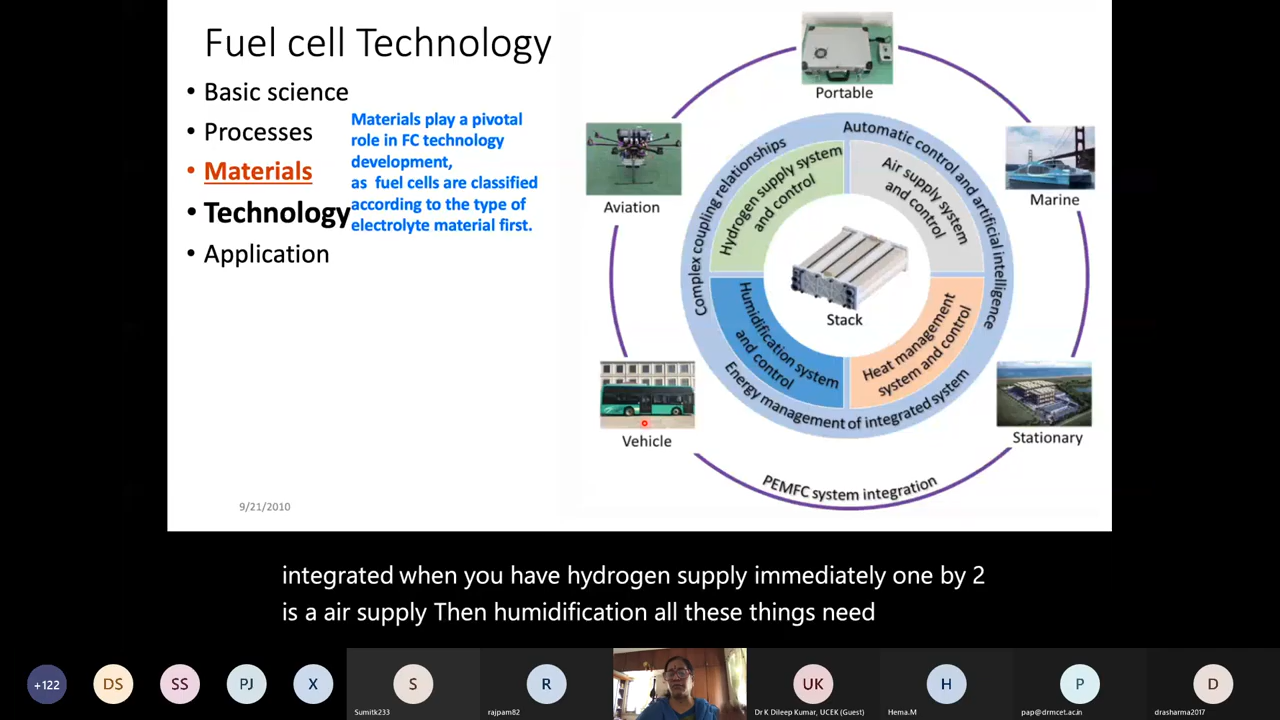 Fuel cell Technology
• Basic science
• Processes
• Materials
• Technology
• Application
Materials play a pivotal
role in FC technology
development,
as fuel cells are classified
according to the type of
electrolyte material first.
9/21/2010
Portable
Aviation
Marine
Vehicle
Stationary
Complex coupling relationships
Automatic control and artificial intelligence
Energy management of integrated system
Hydrogen supply system
and control
Air supply system
and control
Humidification system
and control
Heat management
system and control
Stack
PEMFC system integration
integrated when you have hydrogen supply immediately one by 2
is a air supply Then humidification all these things need
+122
DS
SS
PJ
X
S
R
UK
H
P
D
Sumitk233
rajpam82
Dr K Dileep Kumar, UCEK (Guest)
Hema.M
pap@drmcet.ac.in
drasharma2017